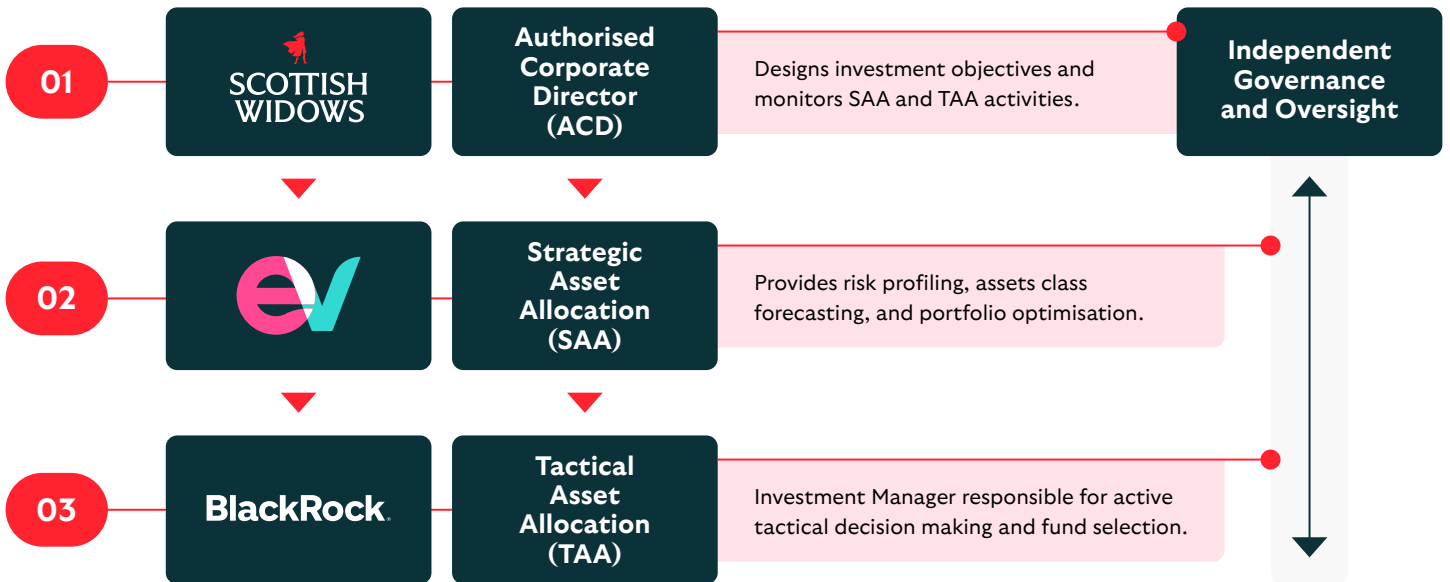 01
SCOTTISH
WIDOWS
Authorised
Corporate
Director
(ACD)
Designs investment objectives and
monitors SAA and TAA activities.
Independent
Governance
and Oversight
02
ev
Strategic
Asset
Allocation
(SAA)
Provides risk profiling, assets class
forecasting, and portfolio optimisation.
03
BlackRock.
Tactical
Asset
Allocation
(TAA)
Investment Manager responsible for active
tactical decision making and fund selection.